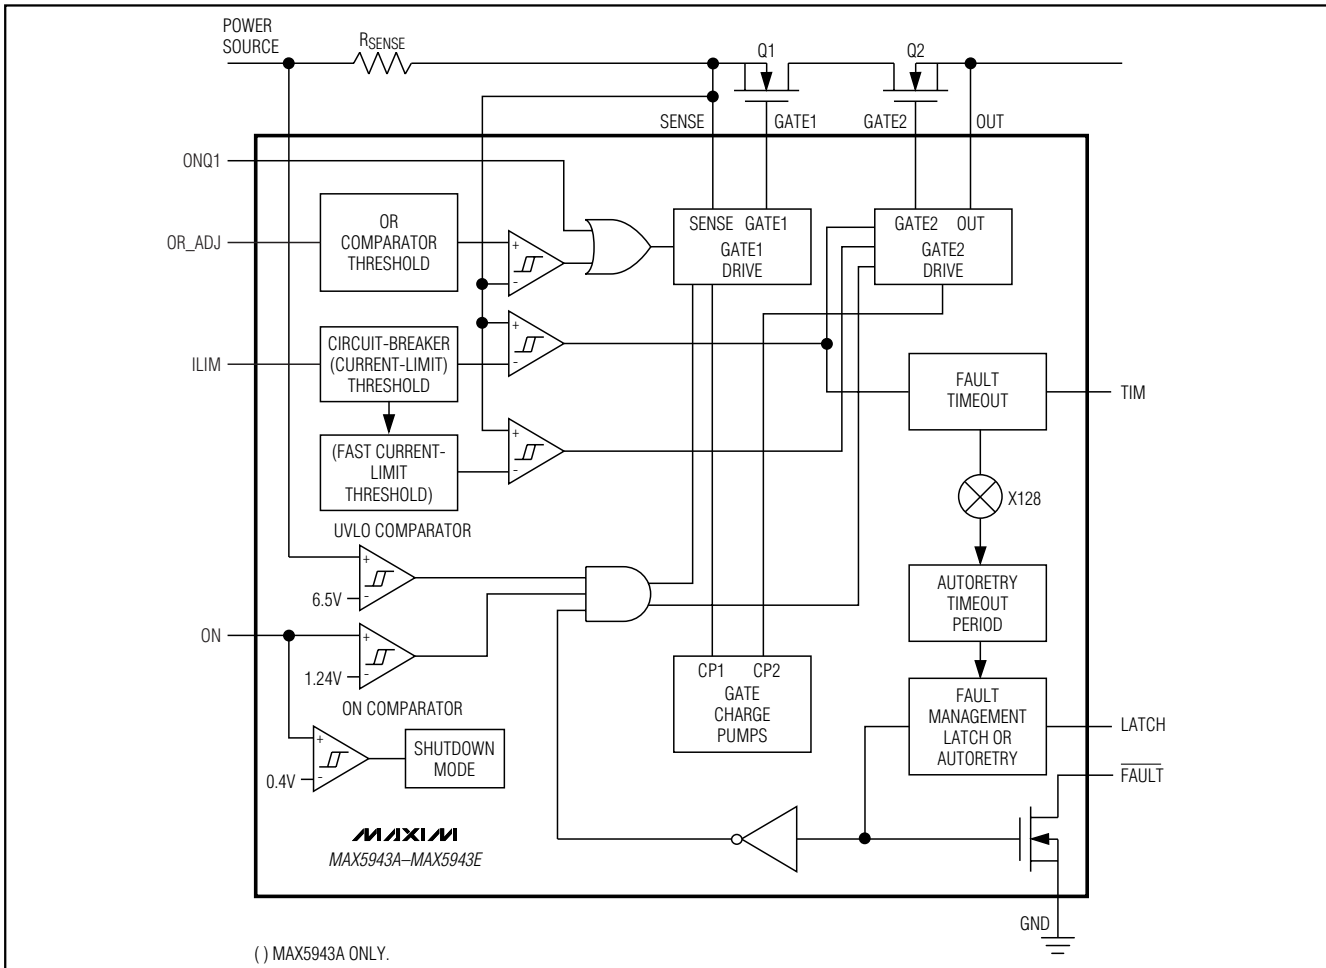 POWER
SOURCE
RSENSE
Q1
Q2
SENSE
GATE1
GATE2
OUT
ONQ1
OR_ADJ
OR
COMPARATOR
THRESHOLD
+
-
SENSE GATE1
GATE1
DRIVE
GATE2 OUT
GATE2
DRIVE
ILIM
CIRCUIT-BREAKER
(CURRENT-LIMIT)
THRESHOLD
+
-
FAULT
TIMEOUT
TIM
(FAST CURRENT-
LIMIT
THRESHOLD)
+
-
X128
UVLO COMPARATOR
+
-
6.5V
AUTORETRY
TIMEOUT
PERIOD
ON
+
-
1.24V
ON COMPARATOR
CP1 CP2
GATE
CHARGE
PUMPS
FAULT
MANAGEMENT
LATCH OR
AUTORETRY
LATCH
+
-
0.4V
SHUTDOWN
MODE
FAULT
MAXIM
MAX5943A–MAX5943E
GND
( ) MAX5943A ONLY.